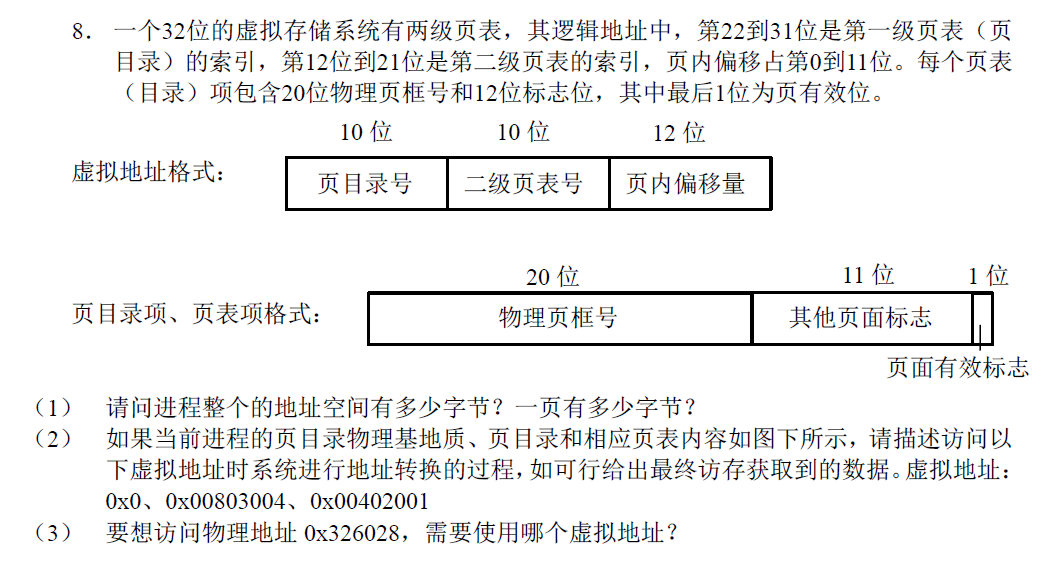 8. 一个32位的虚拟存储系统有两级页表，其逻辑地址中，第22到31位是第一级页表（页
目录）的索引，第12位到21位是第二级页表的索引，页内偏移占第0到11位。每个页表
（目录）项包含20位物理页框号和12位标志位，其中最后1位为页有效位。
10 位 10 位 12 位
虚拟地址格式： 页目录号 二级页表号 页内偏移量
20 位 11 位 1 位
页目录项、页表项格式： 物理页框号 其他页面标志
页面有效标志
（1） 请问进程整个的地址空间有多少字节？一页有多少字节？
（2） 如果当前进程的页目录物理基地质、页目录和相应页表内容如图下所示，请描述访问以
下虚拟地址时系统进行地址转换的过程，如可行给出最终访存获取到的数据。虚拟地址：
0x0、0x00803004、0x00402001
（3） 要想访问物理地址 0x326028，需要使用哪个虚拟地址？